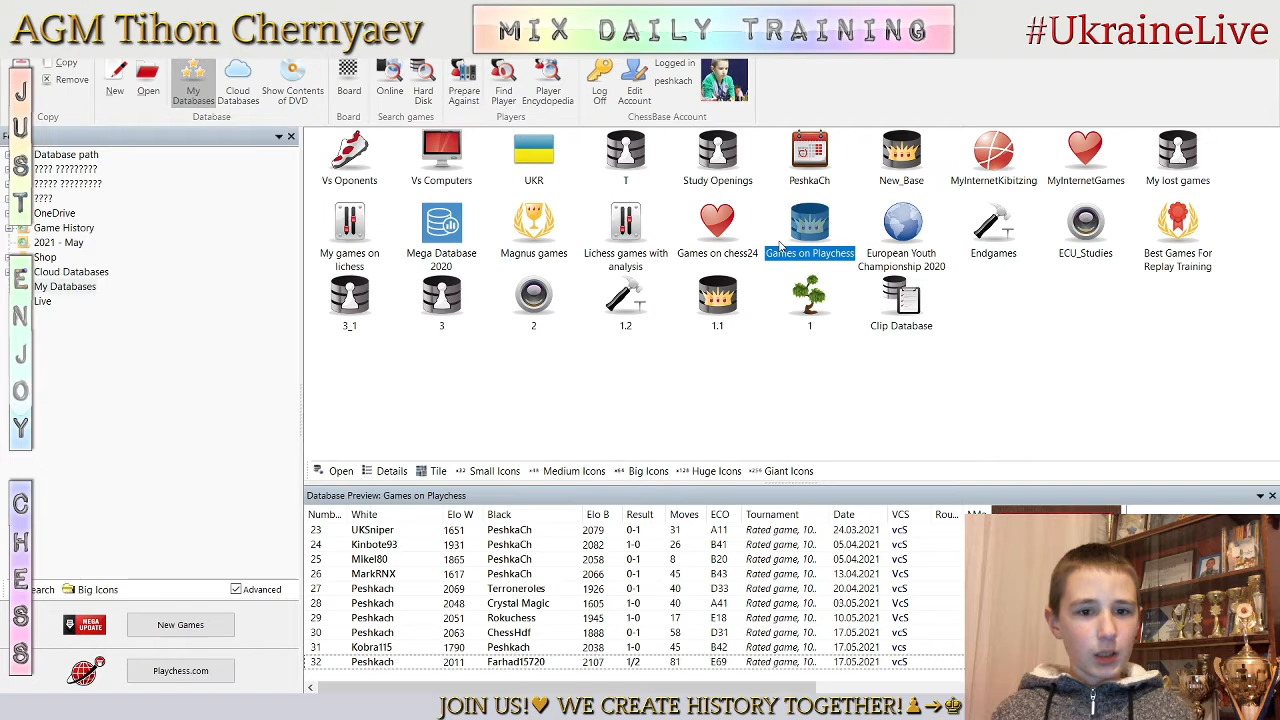 AGM Tihon Chernyaev
MIX DAILY TRAINING
#UkraineLive
JUST ENJOY CHESS
Copy
Remove
Copy
New
Open
My Databases
Cloud Databases
Show Contents of DVD
Database
Board
Board
Online
Hard Disk
Search games
Prepare Against
Find Player
Player Encyclopedia
Players
Log Off
Edit Account
Logged in
peshkach
ChessBase Account
Database path
???? ?????????
????? ?????????
????
OneDrive
Game History
2021 - May
Shop
Cloud Databases
My Databases
Live
Vs Oponents
Vs Computers
UKR
T
Study Openings
PeshkaCh
New_Base
MyInternetKibitzing
MyInternetGames
My lost games
My games on lichess
Mega Database 2020
Magnus games
Lichess games with analysis
Games on chess24
Games on Playchess
European Youth Championship 2020
Endgames
ECU_Studies
Best Games For Replay Training
3_1
3
2
1.2
1.1
1
Clip Database
Open Details Tile Small Icons Medium Icons Big Icons Huge Icons Giant Icons
Database Preview: Games on Playchess
Numb... White Elo W Black Elo B Result Moves ECO Tournament Date VCS Rou...
23 UKSniper 1651 PeshkaCh 2079 0-1 31 A11 Rated game, 10.. 24.03.2021 vcS
24 Kinbote93 1931 PeshkaCh 2082 1-0 26 B41 Rated game, 10.. 05.04.2021 vcS
25 Mikel80 1865 PeshkaCh 2058 1-0 8 B20 Rated game, 10.. 05.04.2021 vcS
26 MarkRNX 1617 PeshkaCh 2066 1-0 45 B43 Rated game, 10.. 13.04.2021 vcS
27 Peshkach 2069 Terroneroles 1926 0-1 40 D33 Rated game, 10.. 20.04.2021 vcS
28 Peshkach 2048 Crystal Magic 1605 1-0 40 A41 Rated game, 10.. 03.05.2021 vcS
29 Peshkach 2051 Rokuchess 1945 1-0 17 E18 Rated game, 10.. 10.05.2021 vcS
30 Peshkach 2063 ChessHdf 1888 0-1 58 D31 Rated game, 10.. 17.05.2021 vcS
31 Kobra115 1790 Peshkach 2038 1-0 45 B42 Rated game, 10.. 17.05.2021 vcS
32 Peshkach 2011 Farhad15720 2107 1/2 81 E69 Rated game, 10.. 17.05.2021 vcS
Big Icons
Advanced
MEGA UPDATE
New Games
Playchess.com
JOIN US!♥ WE CREATE HISTORY TOGETHER!♟→♔